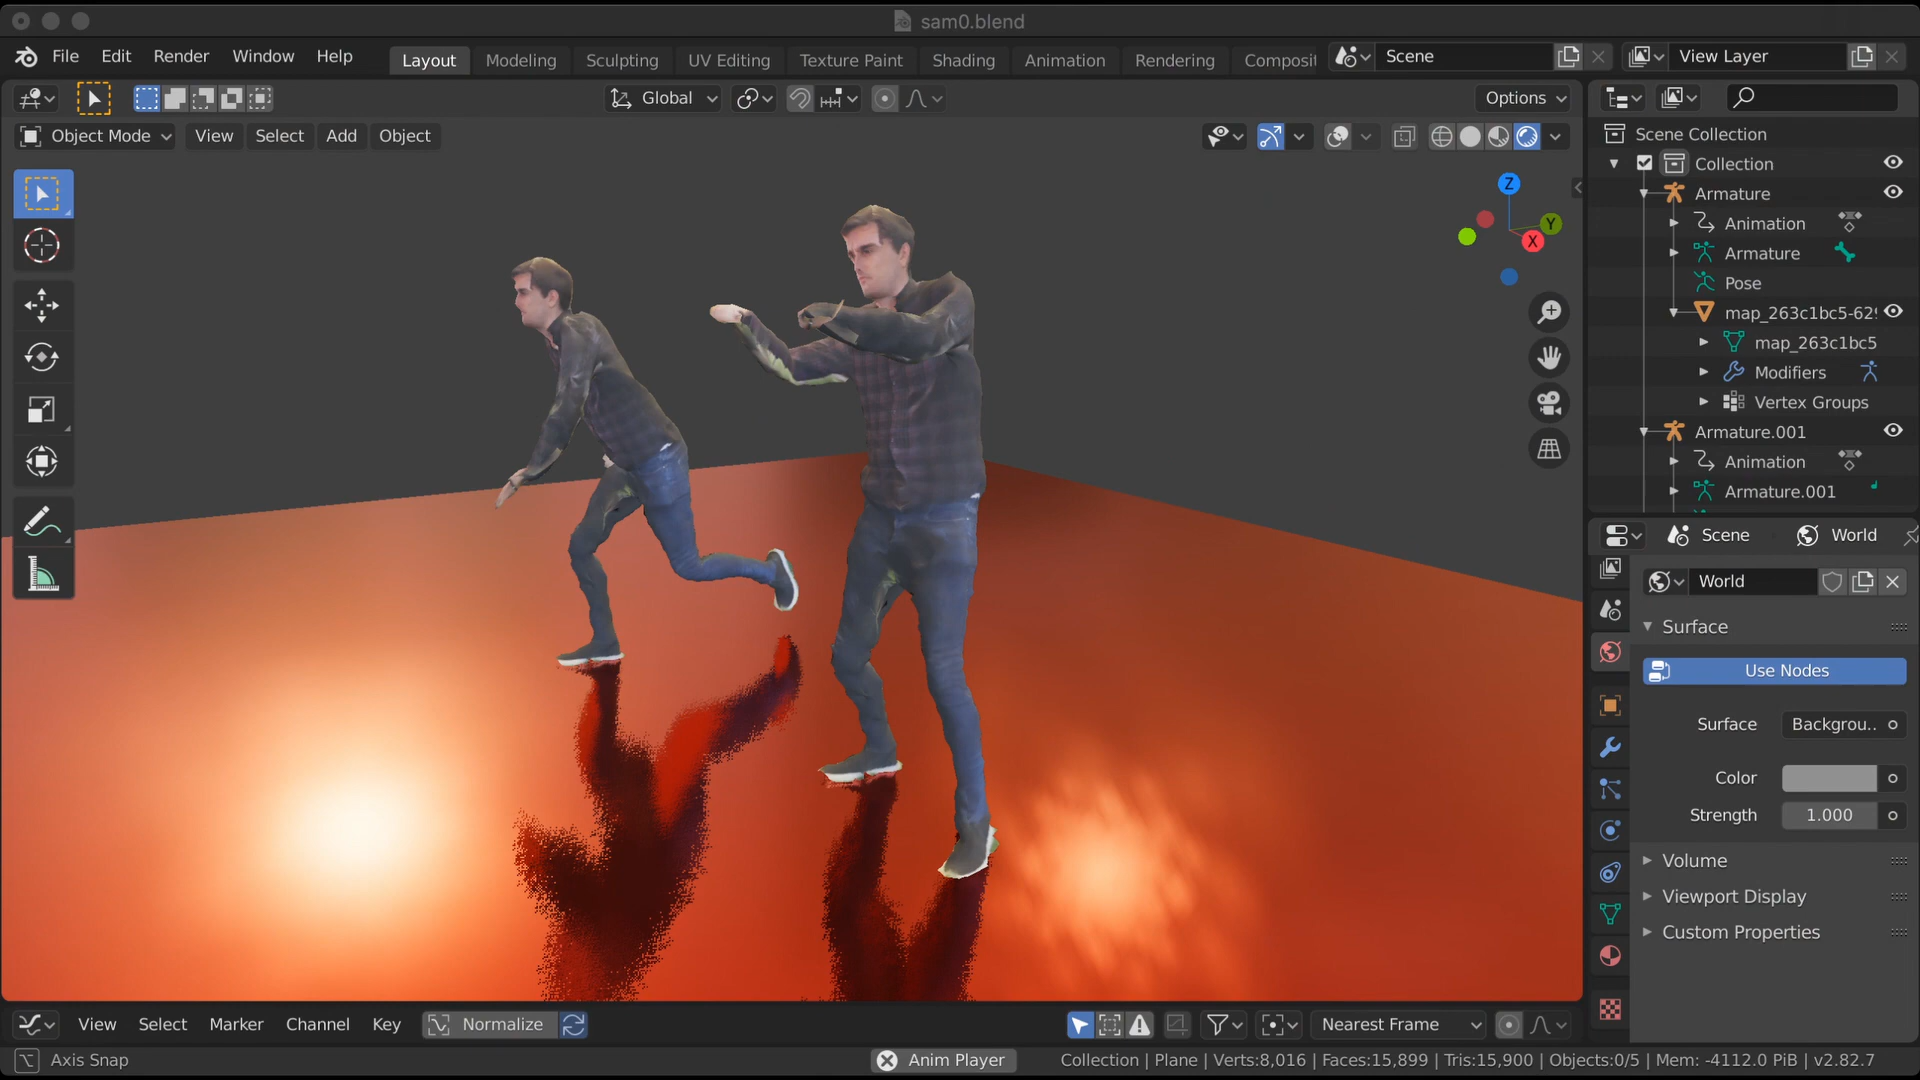 sam0.blend
File Edit Render Window Help Layout Modeling Sculpting UV Editing Texture Paint Shading Animation Rendering Composit Scene View Layer
Global Options
Object Mode View Select Add Object
Z
Y
X
Scene Collection
Collection
Armature
Animation
Armature
Pose
map_263c1bc5-629
map_263c1bc5
Modifiers
Vertex Groups
Armature.001
Animation
Armature.001
Scene World
World
Surface
Use Nodes
Surface Backgrou..
Color
Strength 1.000
Volume
Viewport Display
Custom Properties
View Select Marker Channel Key Normalize Nearest Frame
Axis Snap Anim Player Collection | Plane | Verts:8,016 | Faces:15,899 | Tris:15,900 | Objects:0/5 | Mem: -4112.0 PiB | v2.82.7